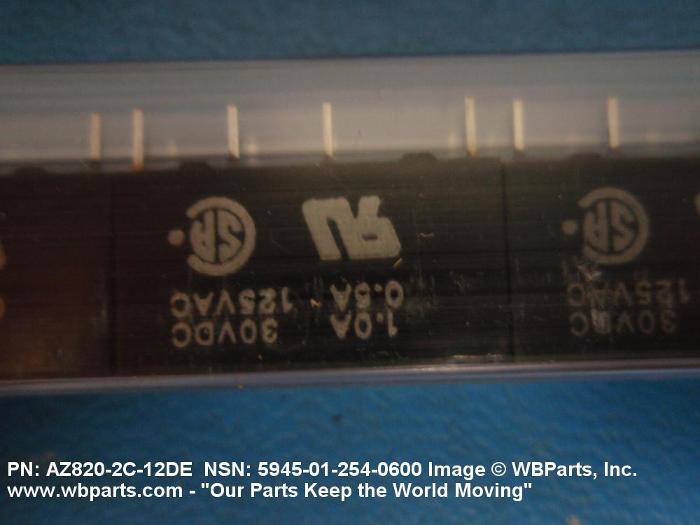 1.0A 30VDC
0.5A 125VAC
30VDC
125VAC
PN: AZ820-2C-12DE NSN: 5945-01-254-0600 Image © WBParts, Inc.
www.wbparts.com - "Our Parts Keep the World Moving"